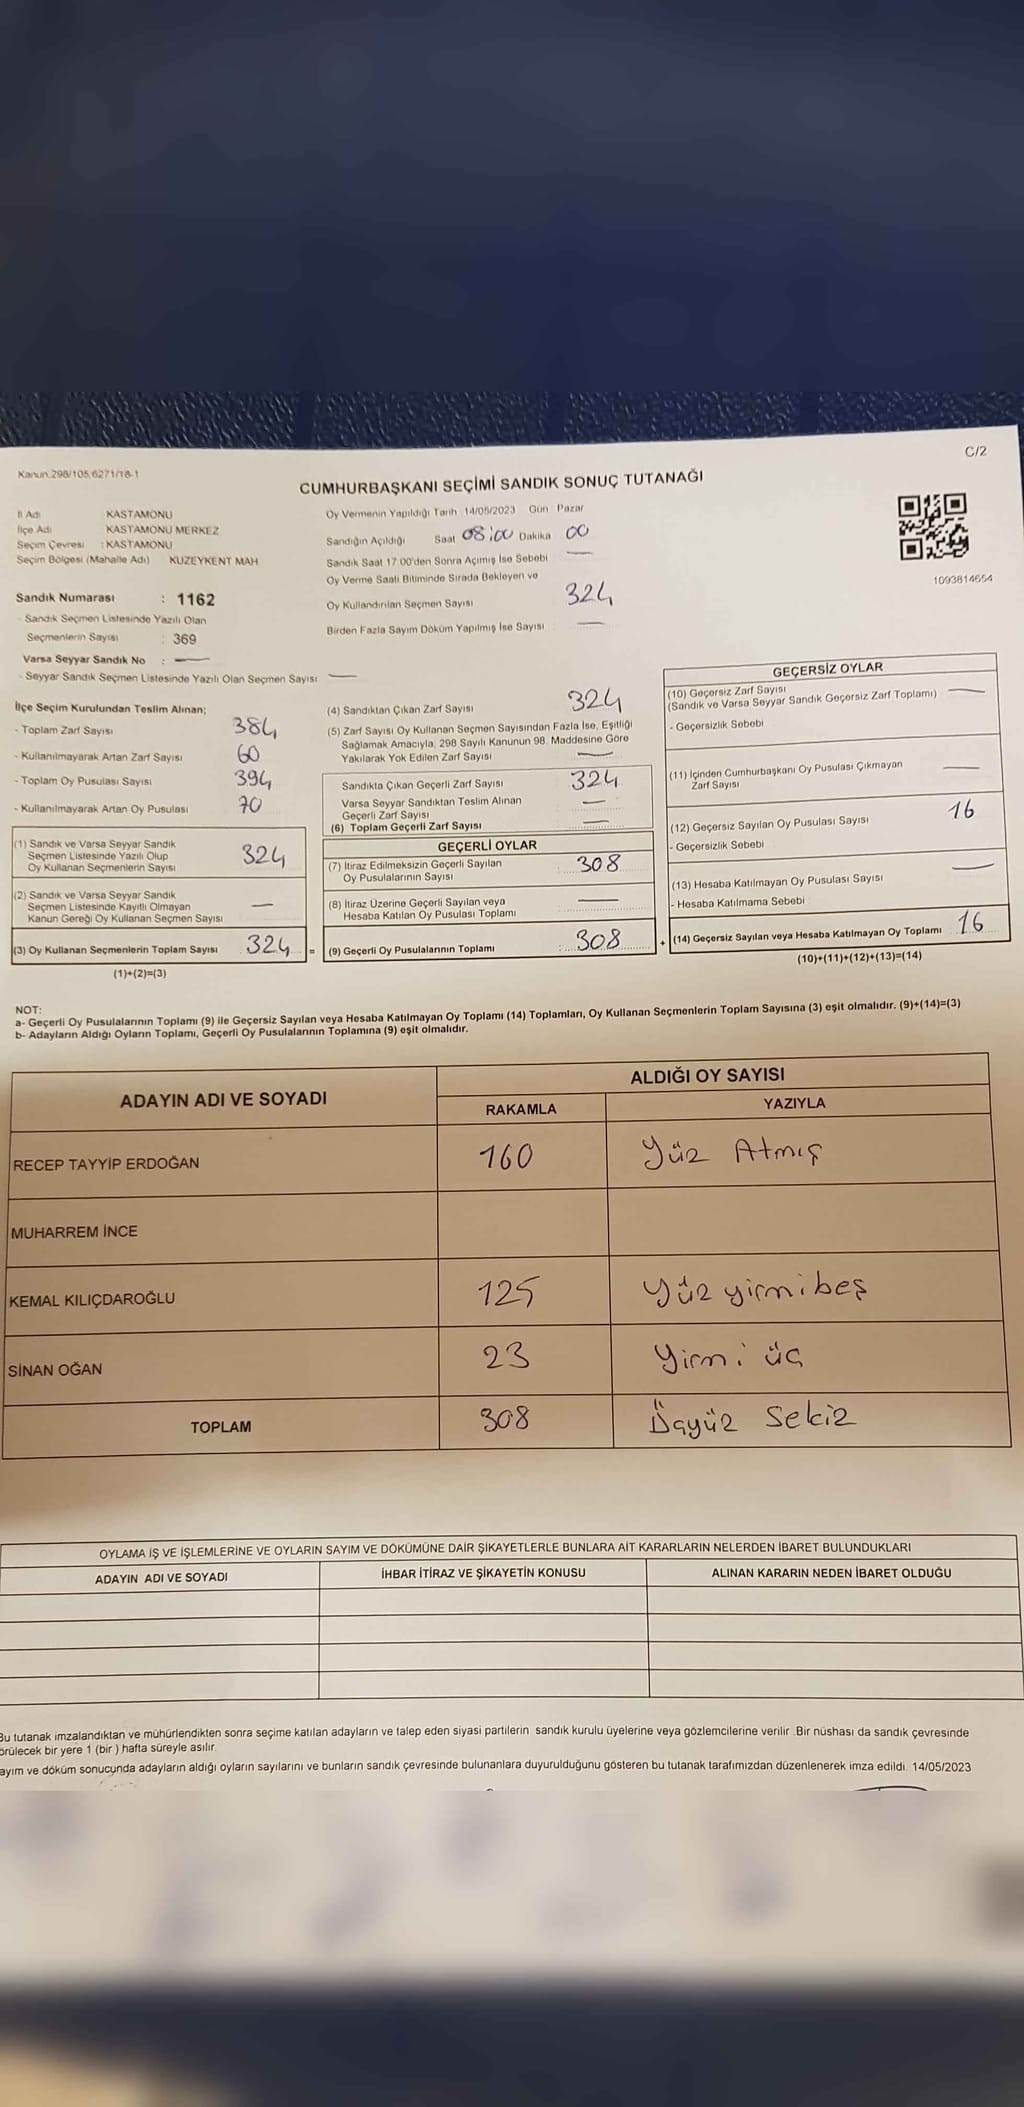 C/2
Kanun.298/105,6271/18-1
CUMHURBAŞKANI SEÇİMİ SANDIK SONUÇ TUTANAĞI
İl Adı KASTAMONU
İlçe Adı KASTAMONU MERKEZ
Seçim Çevresi : KASTAMONU
Seçim Bölgesi (Mahalle Adı) KUZEYKENT MAH
Sandık Numarası : 1162
- Sandık Seçmen Listesinde Yazılı Olan
Seçmenlerin Sayısı : 369
Varsa Seyyar Sandık No : —
- Seyyar Sandık Seçmen Listesinde Yazılı Olan Seçmen Sayısı —
Oy Vermenin Yapıldığı Tarih 14/05/2023 Gün Pazar
Sandığın Açıldığı Saat 08:00 Dakika 00
Sandık Saat 17.00'den Sonra Açımış İse Sebebi —
Oy Verme Saati Bitiminde Sırada Bekleyen ve
Oy Kullandırılan Seçmen Sayısı 324
Birden Fazla Sayım Döküm Yapılmış İse Sayısı —
1093814654
İlçe Seçim Kurulundan Teslim Alınan;
- Toplam Zarf Sayısı 384
- Kullanılmayarak Artan Zarf Sayısı 60
- Toplam Oy Pusulası Sayısı 394
- Kullanılmayarak Artan Oy Pusulası 70
(1) Sandık ve Varsa Seyyar Sandık
Seçmen Listesinde Yazılı Olup
Oy Kullanan Seçmenlerin Sayısı 324
(2) Sandık ve Varsa Seyyar Sandık
Seçmen Listesinde Kayıtlı Olmayan
Kanun Gereği Oy Kullanan Seçmen Sayısı —
(3) Oy Kullanan Seçmenlerin Toplam Sayısı 324 =
(1)+(2)=(3)
(4) Sandıktan Çıkan Zarf Sayısı 324
(5) Zarf Sayısı Oy Kullanan Seçmen Sayısından Fazla İse, Eşitliği
Sağlamak Amacıyla, 298 Sayılı Kanunun 98. Maddesine Göre
Yakılarak Yok Edilen Zarf Sayısı —
Sandıkta Çıkan Geçerli Zarf Sayısı 324
Varsa Seyyar Sandıktan Teslim Alınan
Geçerli Zarf Sayısı —
(6) Toplam Geçerli Zarf Sayısı —
GEÇERLİ OYLAR
(7) İtiraz Edilmeksizin Geçerli Sayılan
Oy Pusulalarının Sayısı : 308
(8) İtiraz Üzerine Geçerli Sayılan veya
Hesaba Katılan Oy Pusulası Toplamı —
(9) Geçerli Oy Pusulalarının Toplamı : 308 +
GEÇERSİZ OYLAR
(10) Geçersiz Zarf Sayısı
(Sandık ve Varsa Seyyar Sandık Geçersiz Zarf Toplamı) —
- Geçersizlik Sebebi
(11) İçinden Cumhurbaşkanı Oy Pusulası Çıkmayan
Zarf Sayısı —
(12) Geçersiz Sayılan Oy Pusulası Sayısı 16
- Geçersizlik Sebebi
(13) Hesaba Katılmayan Oy Pusulası Sayısı —
- Hesaba Katılmama Sebebi
(14) Geçersiz Sayılan veya Hesaba Katılmayan Oy Toplamı 16
(10)+(11)+(12)+(13)=(14)
NOT:
a- Geçerli Oy Pusulalarının Toplamı (9) ile Geçersiz Sayılan veya Hesaba Katılmayan Oy Toplamı (14) Toplamları, Oy Kullanan Seçmenlerin Toplam Sayısına (3) eşit olmalıdır. (9)+(14)=(3)
b- Adayların Aldığı Oyların Toplamı, Geçerli Oy Pusulalarının Toplamına (9) eşit olmalıdır.
ADAYIN ADI VE SOYADI ALDIĞI OY SAYISI
RAKAMLA YAZIYLA
RECEP TAYYİP ERDOĞAN 160 Yüz Atmış
MUHARREM İNCE
KEMAL KILIÇDAROĞLU 125 Yüz yirmibeş
SİNAN OĞAN 23 Yirmi üç
TOPLAM 308 Üçyüz Sekiz
OYLAMA İŞ VE İŞLEMLERİNE VE OYLARIN SAYIM VE DÖKÜMÜNE DAİR ŞİKAYETLERLE BUNLARA AİT KARARLARIN NELERDEN İBARET BULUNDUKLARI
ADAYIN ADI VE SOYADI İHBAR İTİRAZ VE ŞİKAYETİN KONUSU ALINAN KARARIN NEDEN İBARET OLDUĞU
Bu tutanak imzalandıktan ve mühürlendikten sonra seçime katılan adayların ve talep eden siyasi partilerin sandık kurulu üyelerine veya gözlemcilerine verilir .Bir nüshası da sandık çevresinde
örülecek bir yere 1 (bir ) hafta süreyle asılır.
ayım ve döküm sonucunda adayların aldığı oyların sayılarını ve bunların sandık çevresinde bulunanlara duyurulduğunu gösteren bu tutanak tarafımızdan düzenlenerek imza edildi. 14/05/2023